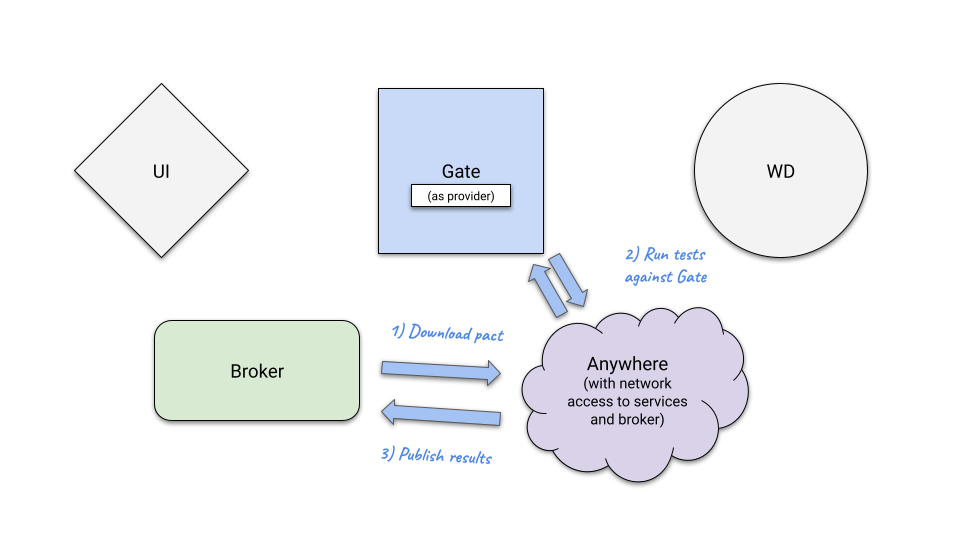 UI
Gate
(as provider)
WD
2) Run tests
against Gate
1) Download pact
Broker
Anywhere
(with network
access to services
and broker)
3) Publish results